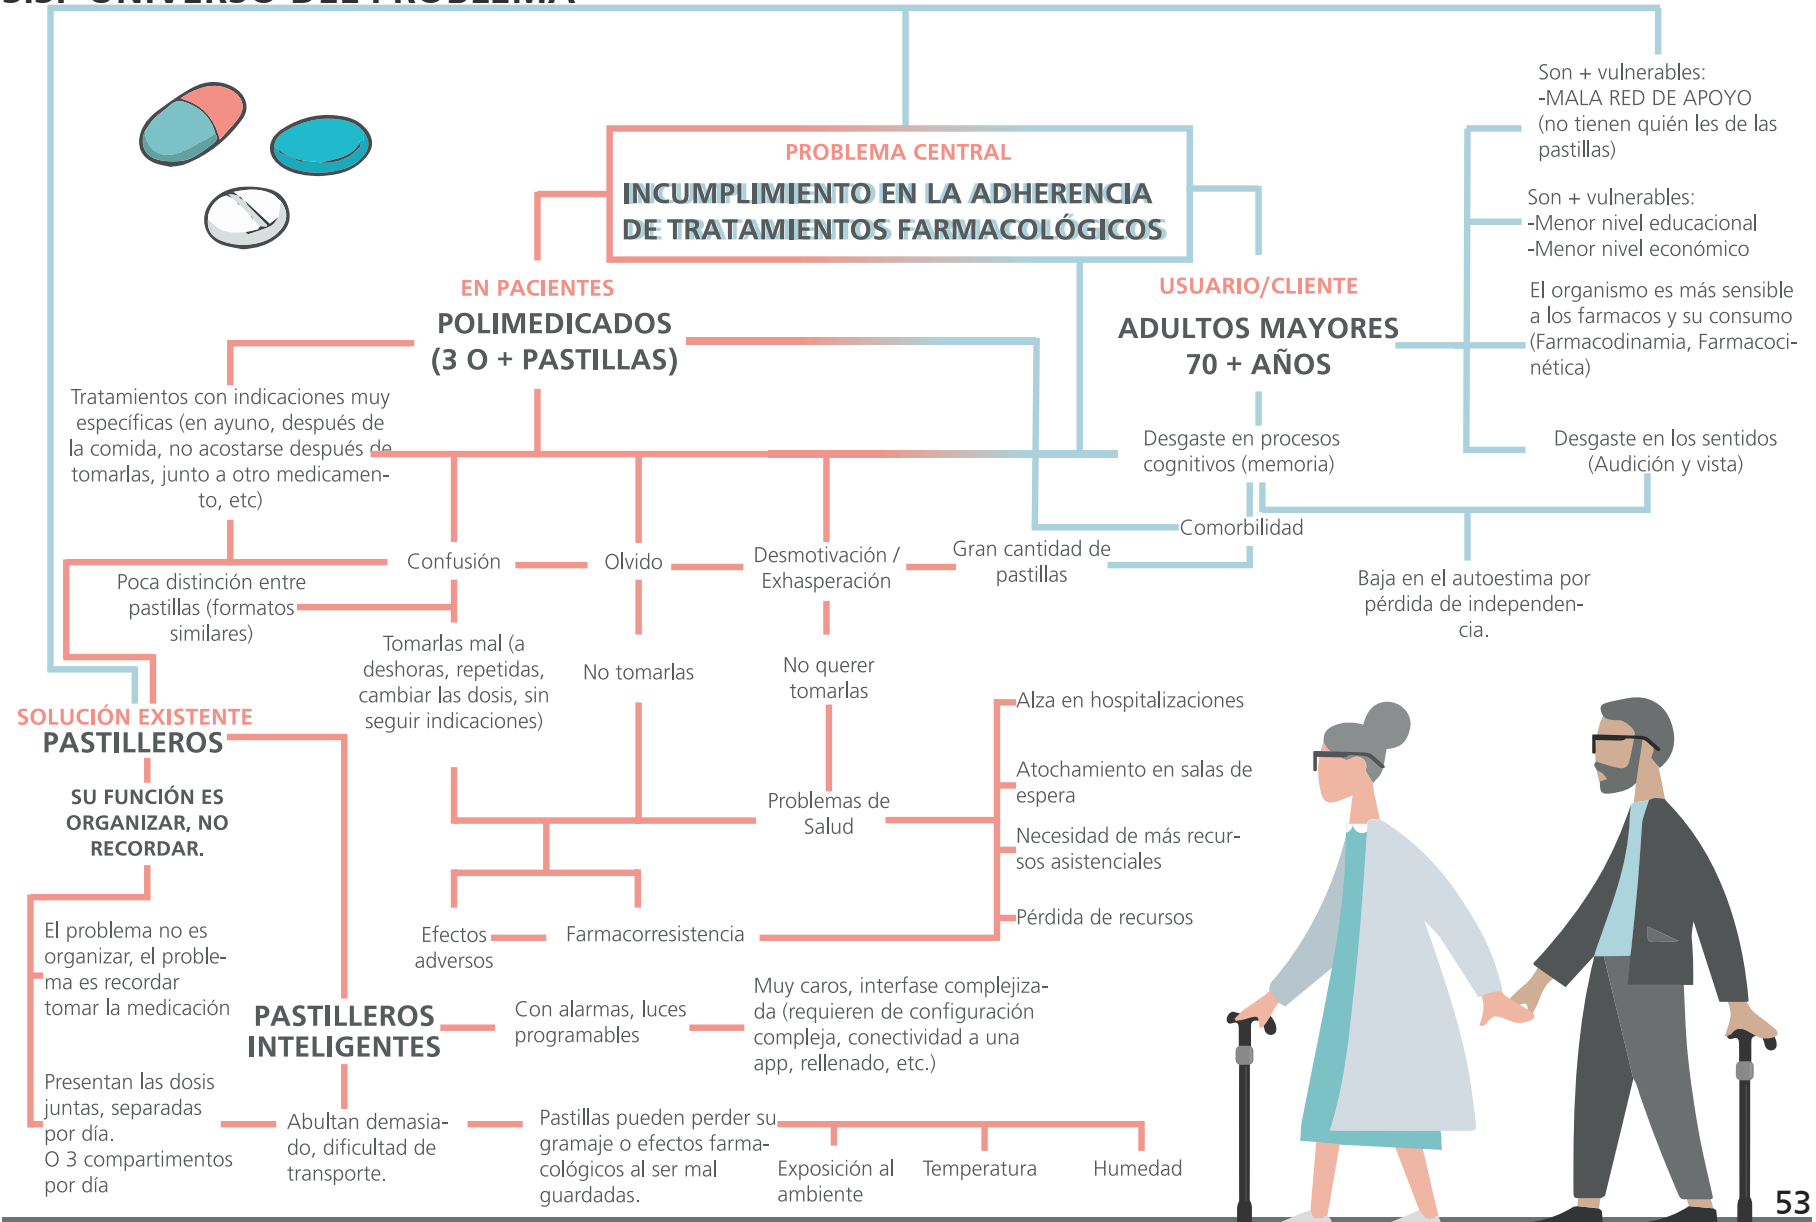 UNIVERSO DEL PROBLEMA
PROBLEMA CENTRAL
INCUMPLIMIENTO EN LA ADHERENCIA
DE TRATAMIENTOS FARMACOLÓGICOS
EN PACIENTES
POLIMEDICADOS
(3 O + PASTILLAS)
USUARIO/CLIENTE
ADULTOS MAYORES
70 + AÑOS
Son + vulnerables:
-MALA RED DE APOYO
(no tienen quién les de las
pastillas)
Son + vulnerables:
-Menor nivel educacional
-Menor nivel económico
El organismo es más sensible
a los farmacos y su consumo
(Farmacodinamia, Farmacoci-
nética)
Desgaste en los sentidos
(Audición y vista)
Desgaste en procesos
cognitivos (memoria)
Comorbilidad
Baja en el autoestima por
pérdida de independen-
cia.
Tratamientos con indicaciones muy
específicas (en ayuno, después de
la comida, no acostarse después de
tomarlas, junto a otro medicamen-
to, etc)
Poca distinción entre
pastillas (formatos
similares)
Confusión
Olvido
Desmotivación /
Exhasperación
Gran cantidad de
pastillas
Tomarlas mal (a
deshoras, repetidas,
cambiar las dosis, sin
seguir indicaciones)
No tomarlas
No querer
tomarlas
Problemas de
Salud
Alza en hospitalizaciones
Atochamiento en salas de
espera
Necesidad de más recur-
sos asistenciales
Pérdida de recursos
Efectos
adversos
Farmacorresistencia
SOLUCIÓN EXISTENTE
PASTILLEROS
SU FUNCIÓN ES
ORGANIZAR, NO
RECORDAR.
El problema no es
organizar, el proble-
ma es recordar
tomar la medicación
Presentan las dosis
juntas, separadas
por día.
O 3 compartimentos
por día
PASTILLEROS
INTELIGENTES
Con alarmas, luces
programables
Muy caros, interfase complejiza-
da (requieren de configuración
compleja, conectividad a una
app, rellenado, etc.)
Abultan demasia-
do, dificultad de
transporte.
Pastillas pueden perder su
gramaje o efectos farma-
cológicos al ser mal
guardadas.
Exposición al
ambiente
Temperatura
Humedad
53